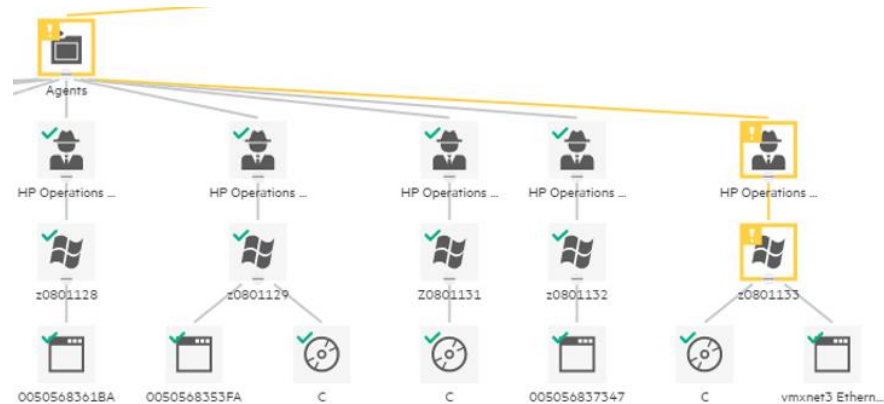 Agents
HP Operations ...
HP Operations ...
HP Operations ...
HP Operations ...
HP Operations ...
z0801128
z0801129
Z0801131
z0801132
z0801133
0050568361BA
0050568353FA
C
C
005056837347
C
vmxnet3 Ethern...